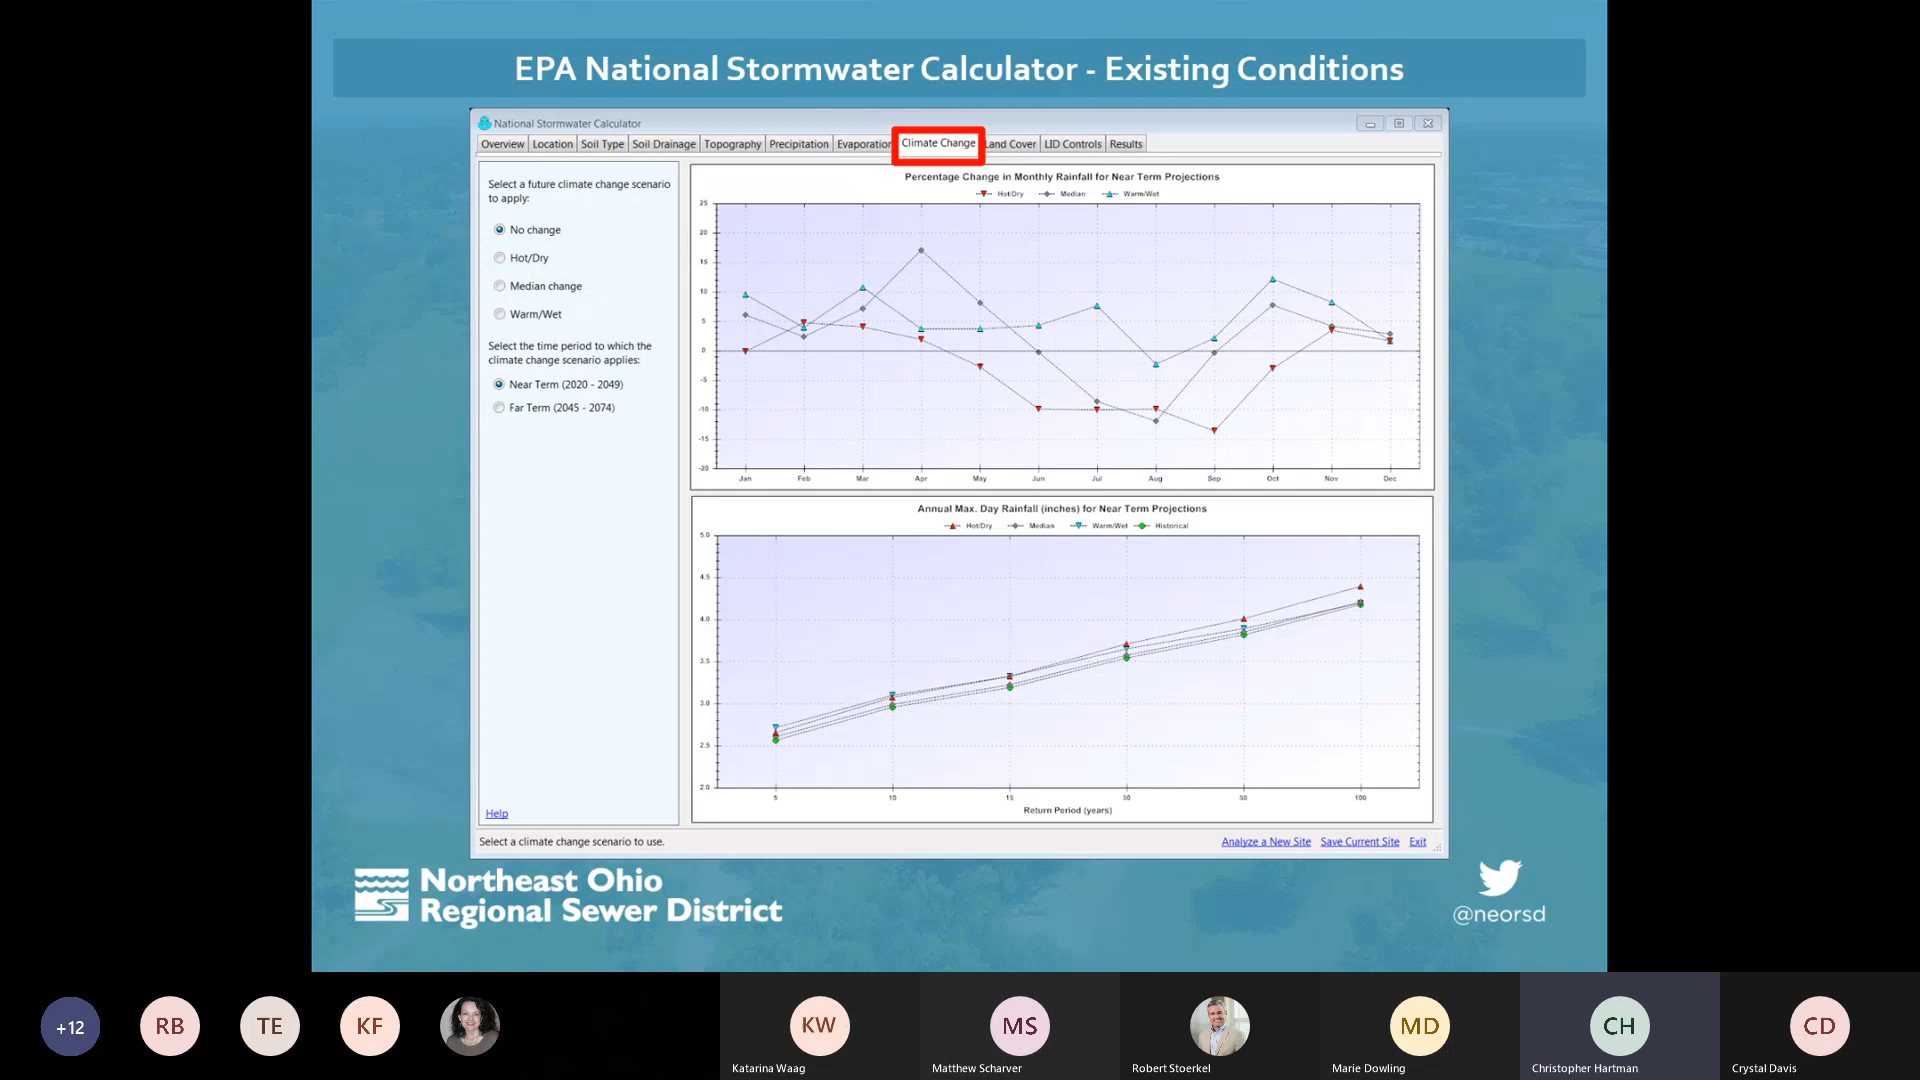 EPA National Stormwater Calculator - Existing Conditions
National Stormwater Calculator
Overview Location Soil Type Soil Drainage Topography Precipitation Evaporation Climate Change Land Cover LID Controls Results
Select a future climate change scenario
to apply:
No change
Hot/Dry
Median change
Warm/Wet
Select the time period to which the
climate change scenario applies:
Near Term (2020 - 2049)
Far Term (2045 - 2074)
Help
Percentage Change in Monthly Rainfall for Near Term Projections
Hot/Dry Median Warm/Wet
25
20
15
10
5
0
-5
-10
-15
-20
Jan Feb Mar Apr May Jun Jul Aug Sep Oct Nov Dec
Annual Max. Day Rainfall (inches) for Near Term Projections
Hot/Dry Median Warm/Wet Historical
5.0
4.5
4.0
3.5
3.0
2.5
2.0
5 10 15 30 50 100
Return Period (years)
Select a climate change scenario to use.
Analyze a New Site Save Current Site Exit
Northeast Ohio
Regional Sewer District
@neorsd
+12 RB TE KF KW MS MD CH CD
Katarina Waag Matthew Scharver Robert Stoerkel Marie Dowling Christopher Hartman Crystal Davis